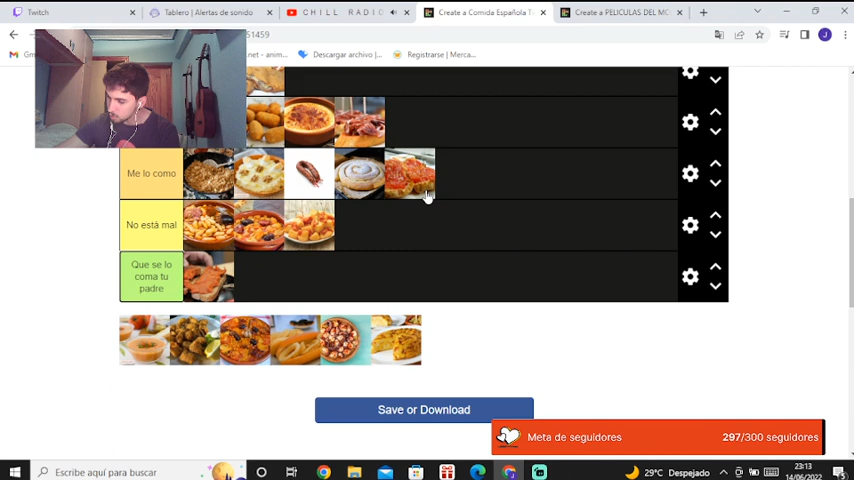 Twitch
Tablero | Alertas de sonido
C H I L L R A D I O
Create a Comida Española T
Create a PELICULAS DEL MO
51459
J
.net - anim...
Descargar archivo |...
Registrarse | Merca...
Me lo como
No está mal
Que se lo
coma tu
padre
Save or Download
Meta de seguidores
297/300 seguidores
Escribe aquí para buscar
29°C Despejado
23:13
14/06/2022